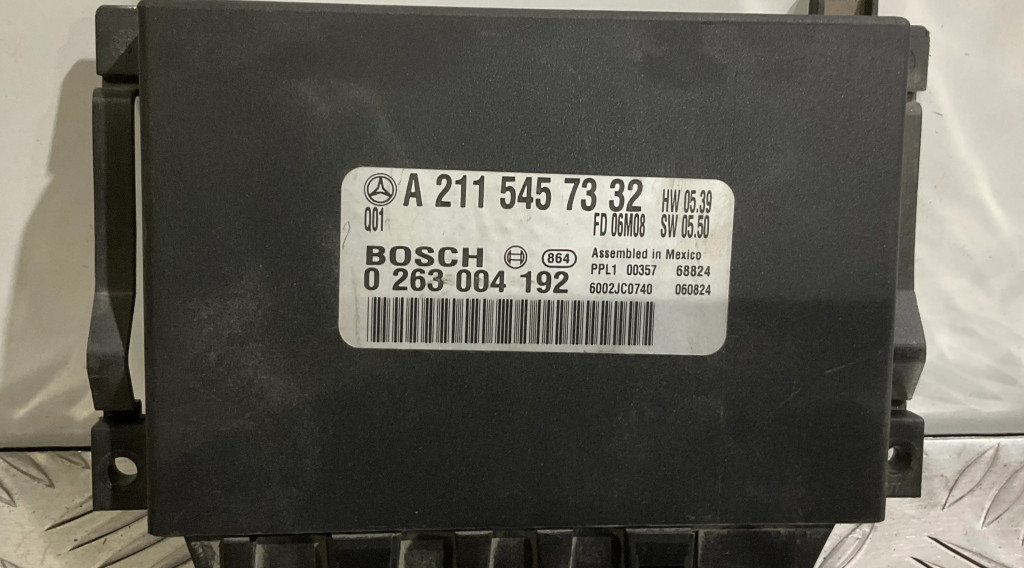 A 211 545 73 32 HW 05.39
Q01 FD 06M08 SW 05.50
BOSCH 864 Assembled in Mexico
0 263 004 192 PPL1 00357 68824
6002JC0740 060824